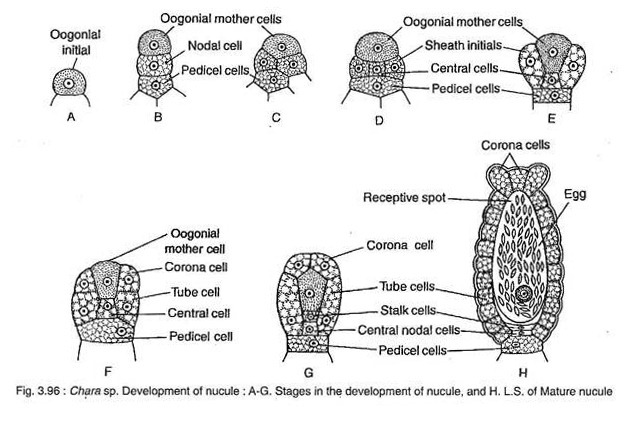 Oogonial
initial
A
Oogonial mother cells
Nodal cell
Pedicel cells
B
C
Oogonial mother cells
Sheath initials
Central cells
Pedicel cells
D
E
Oogonial
mother cell
Corona cell
Tube cell
Central cell
Pedicel cell
F
Corona cell
Tube cells
Stalk cells
Central nodal cells
Pedicel cells
G
Corona cells
Receptive spot
Egg
H
Fig. 3.96 : Chara sp. Development of nucule : A-G. Stages in the development of nucule, and H. L.S. of Mature nucule